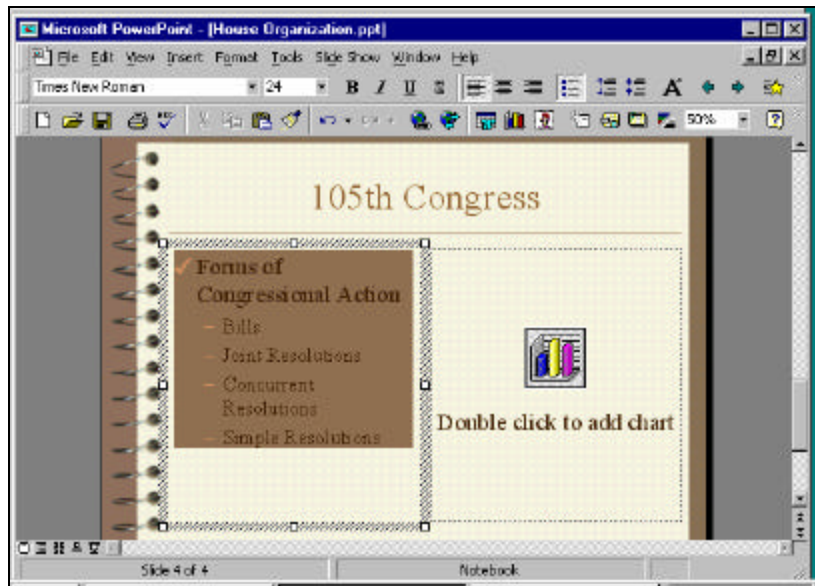 Microsoft PowerPoint - [House Organization.ppt]
File Edit View Insert Format Tools Slide Show Window Help
Times New Roman 24 B I U S A
50%
105th Congress
Forms of
Congressional Action
– Bills
– Joint Resolutions
– Concurrent
Resolutions
– Simple Resolutions
Double click to add chart
Slide 4 of 4 Notebook